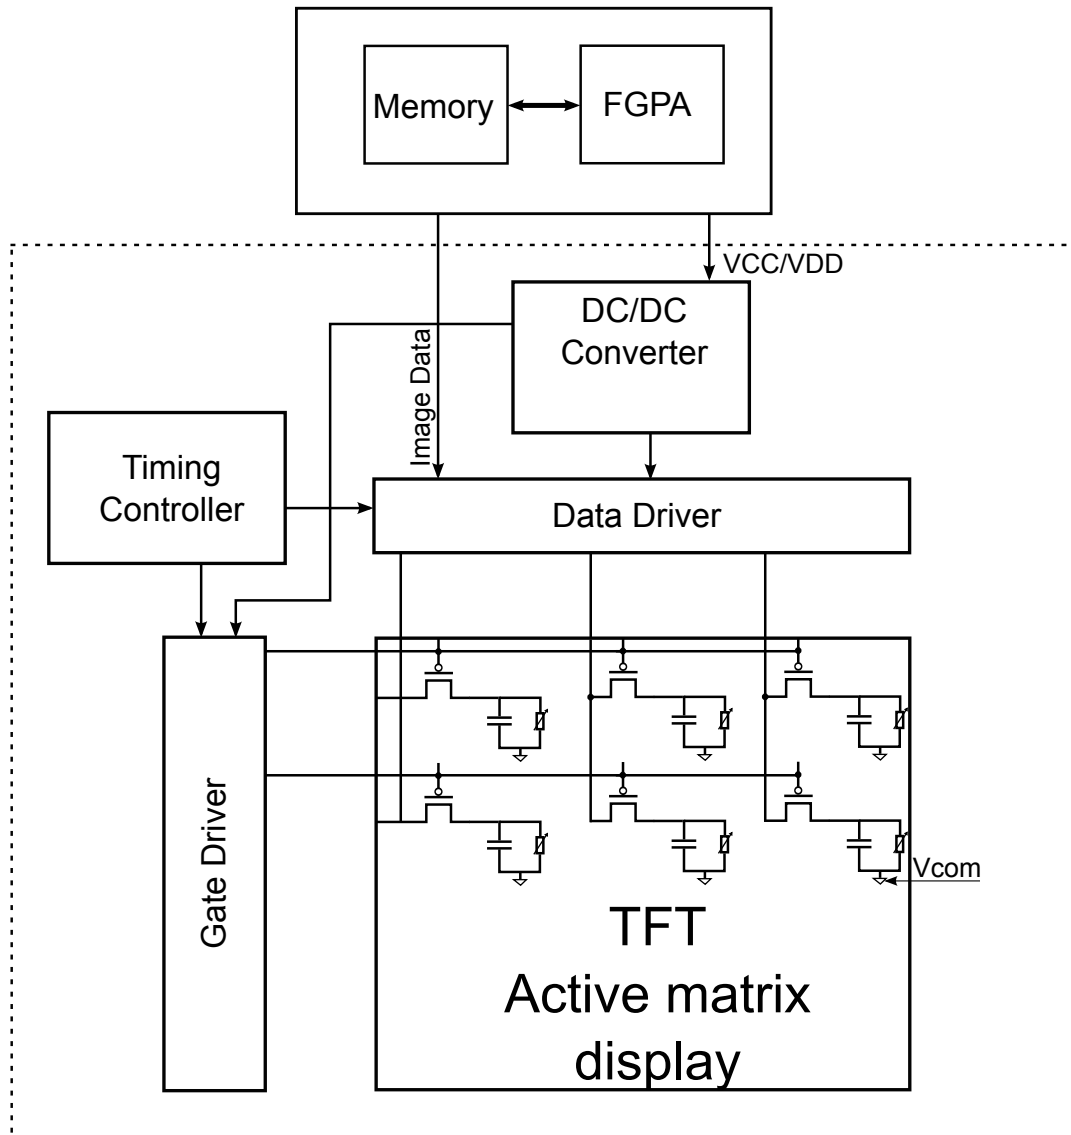 Memory
FGPA
VCC/VDD
DC/DC
Converter
Image Data
Timing
Controller
Data Driver
Gate Driver
Vcom
TFT
Active matrix
display